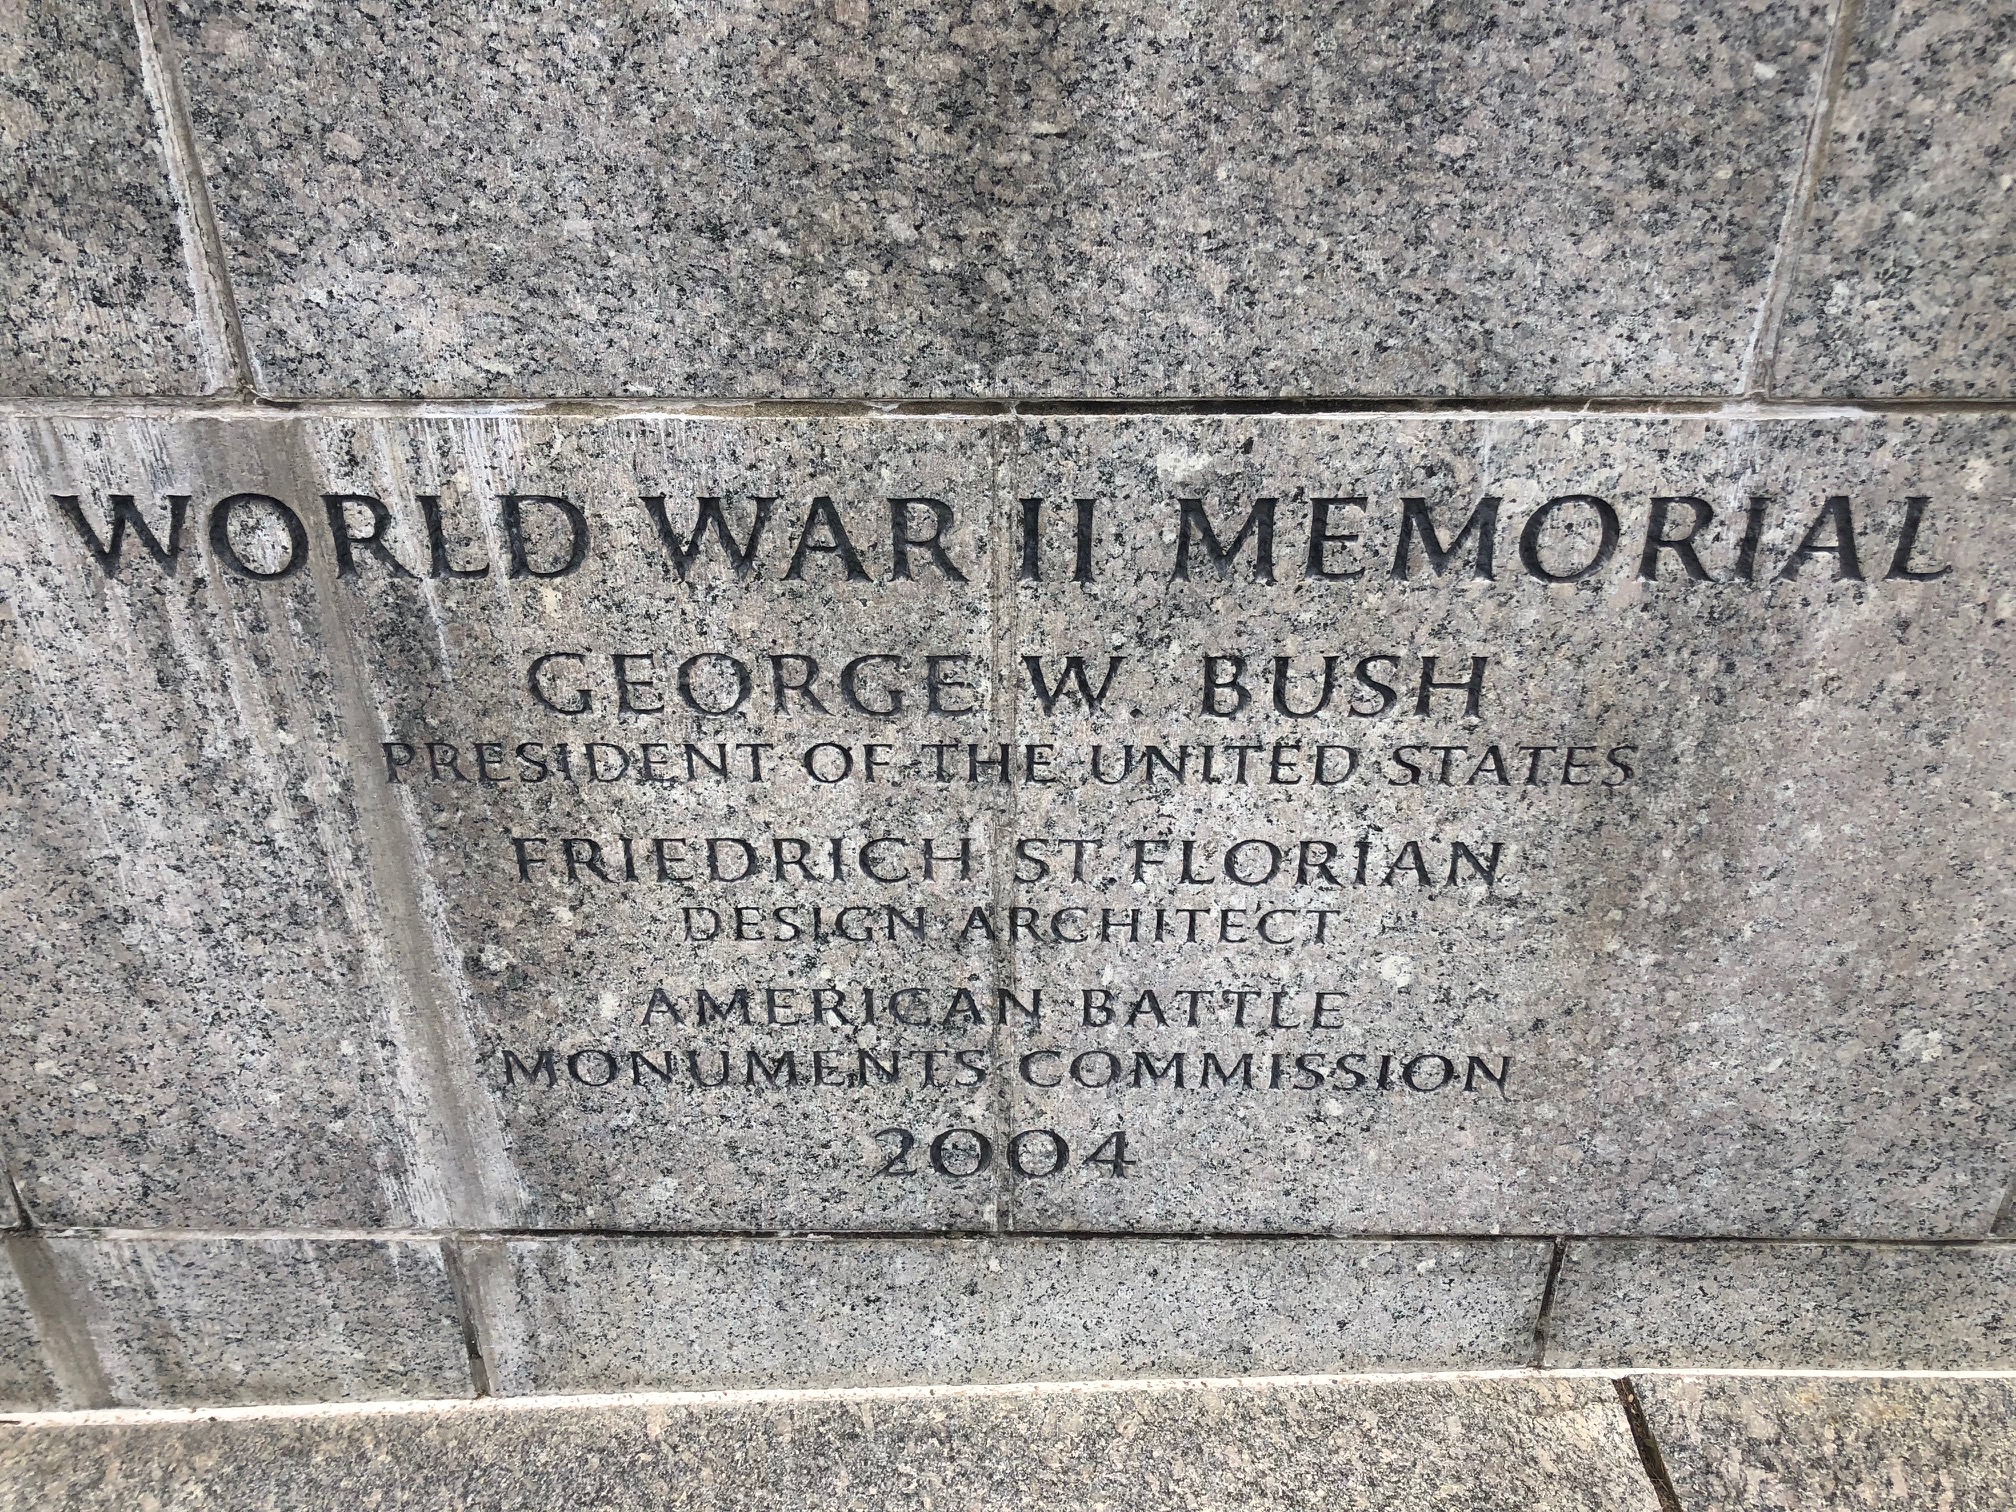 WORLD WAR II MEMORIAL
GEORGE W. BUSH
PRESIDENT OF THE UNITED STATES
FRIEDRICH ST.FLORIAN
DESIGN ARCHITECT
AMERICAN BATTLE
MONUMENTS COMMISSION
2004